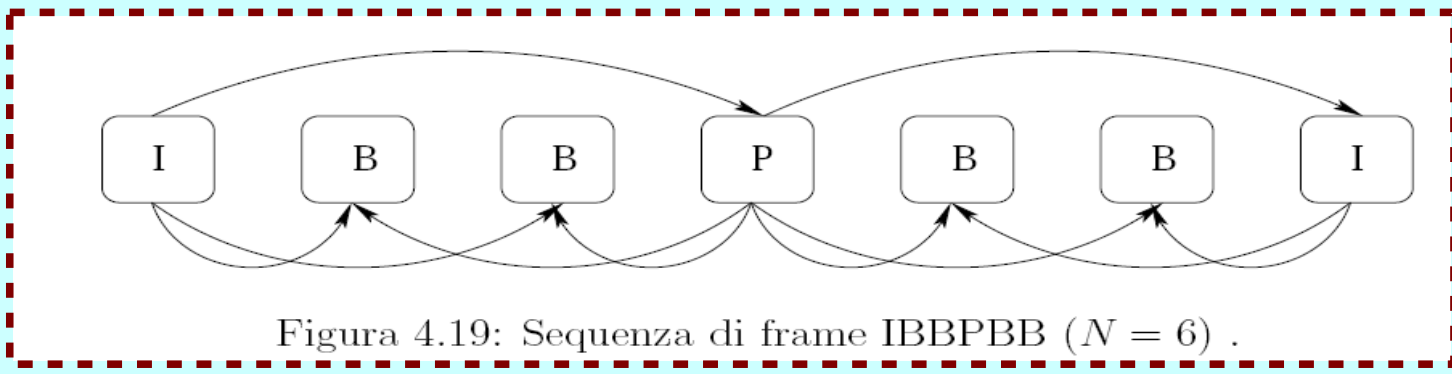 I B B P B B I
Figura 4.19: Sequenza di frame IBBPBB (N = 6) .